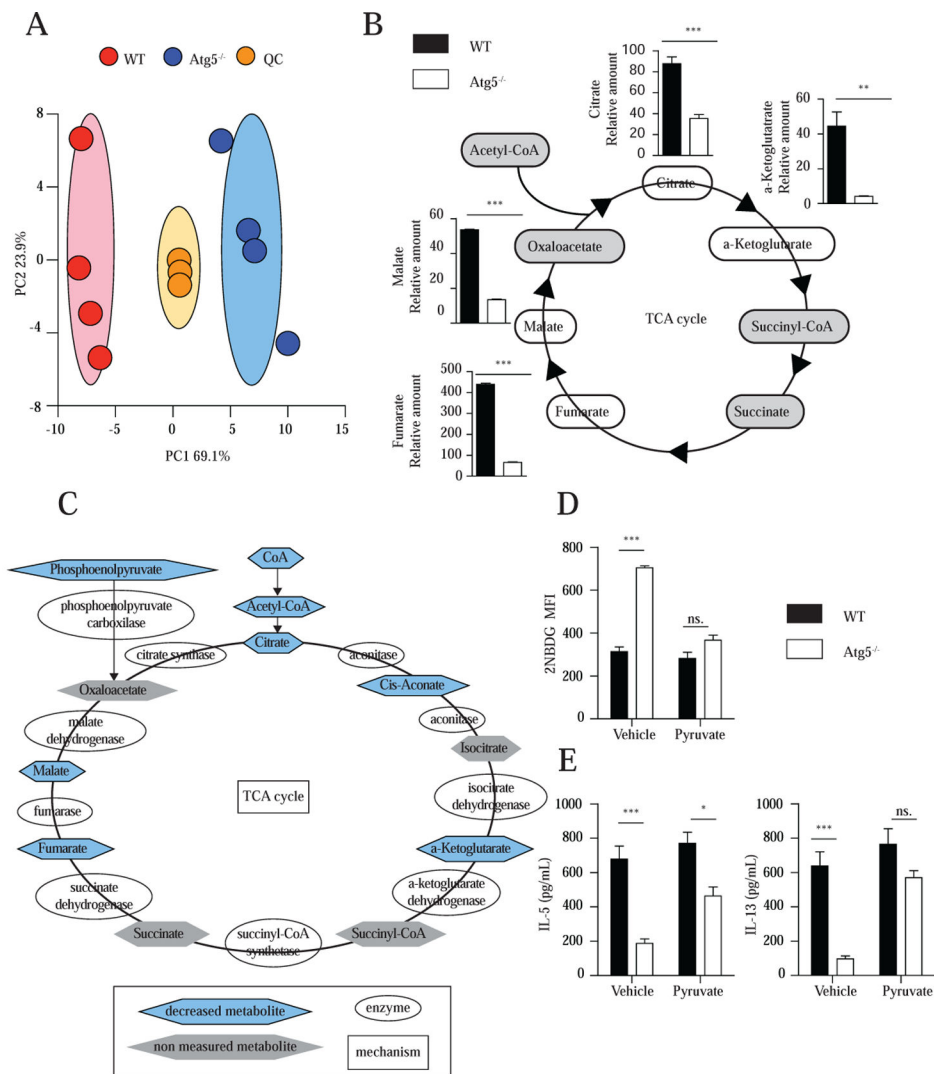 A
WT
Atg5-/-
QC
8
4
0
-4
-8
PC2 23.9%
-10
-5
0
5
10
15
PC1 69.1%
B
WT
Atg5-/-
***
100
80
60
40
20
0
Citrate
Relative amount
**
60
40
20
0
a-Ketoglutatrate
Relative amount
***
60
40
20
0
Malate
Relative amount
***
500
400
300
200
100
0
Fumarate
Relative amount
Acetyl-CoA
Citrate
Oxaloacetate
a-Ketoglutarate
TCA cycle
Malate
Succinyl-CoA
Fumarate
Succinate
C
Phosphoenolpyruvate
CoA
phosphoenolpyruvate
carboxilase
Acetyl-CoA
Citrate
citrate synthase
aconitase
Oxaloacetate
Cis-Aconate
aconitase
malate
dehydrogenase
Isocitrate
Malate
TCA cycle
isocitrate
dehydrogenase
fumarase
Fumarate
a-Ketoglutarate
succinate
dehydrogenase
a-ketoglutarate
dehydrogenase
Succinate
succinyl-CoA
synthetase
Succinyl-CoA
decreased metabolite
enzyme
non measured metabolite
mechanism
D
***
ns.
800
600
400
200
0
2NBDG MFI
Vehicle
Pyruvate
WT
Atg5-/-
E
***
*
1000
800
600
400
200
0
IL-5 (pg/mL)
Vehicle
Pyruvate
***
ns.
1000
800
600
400
200
0
IL-13 (pg/mL)
Vehicle
Pyruvate